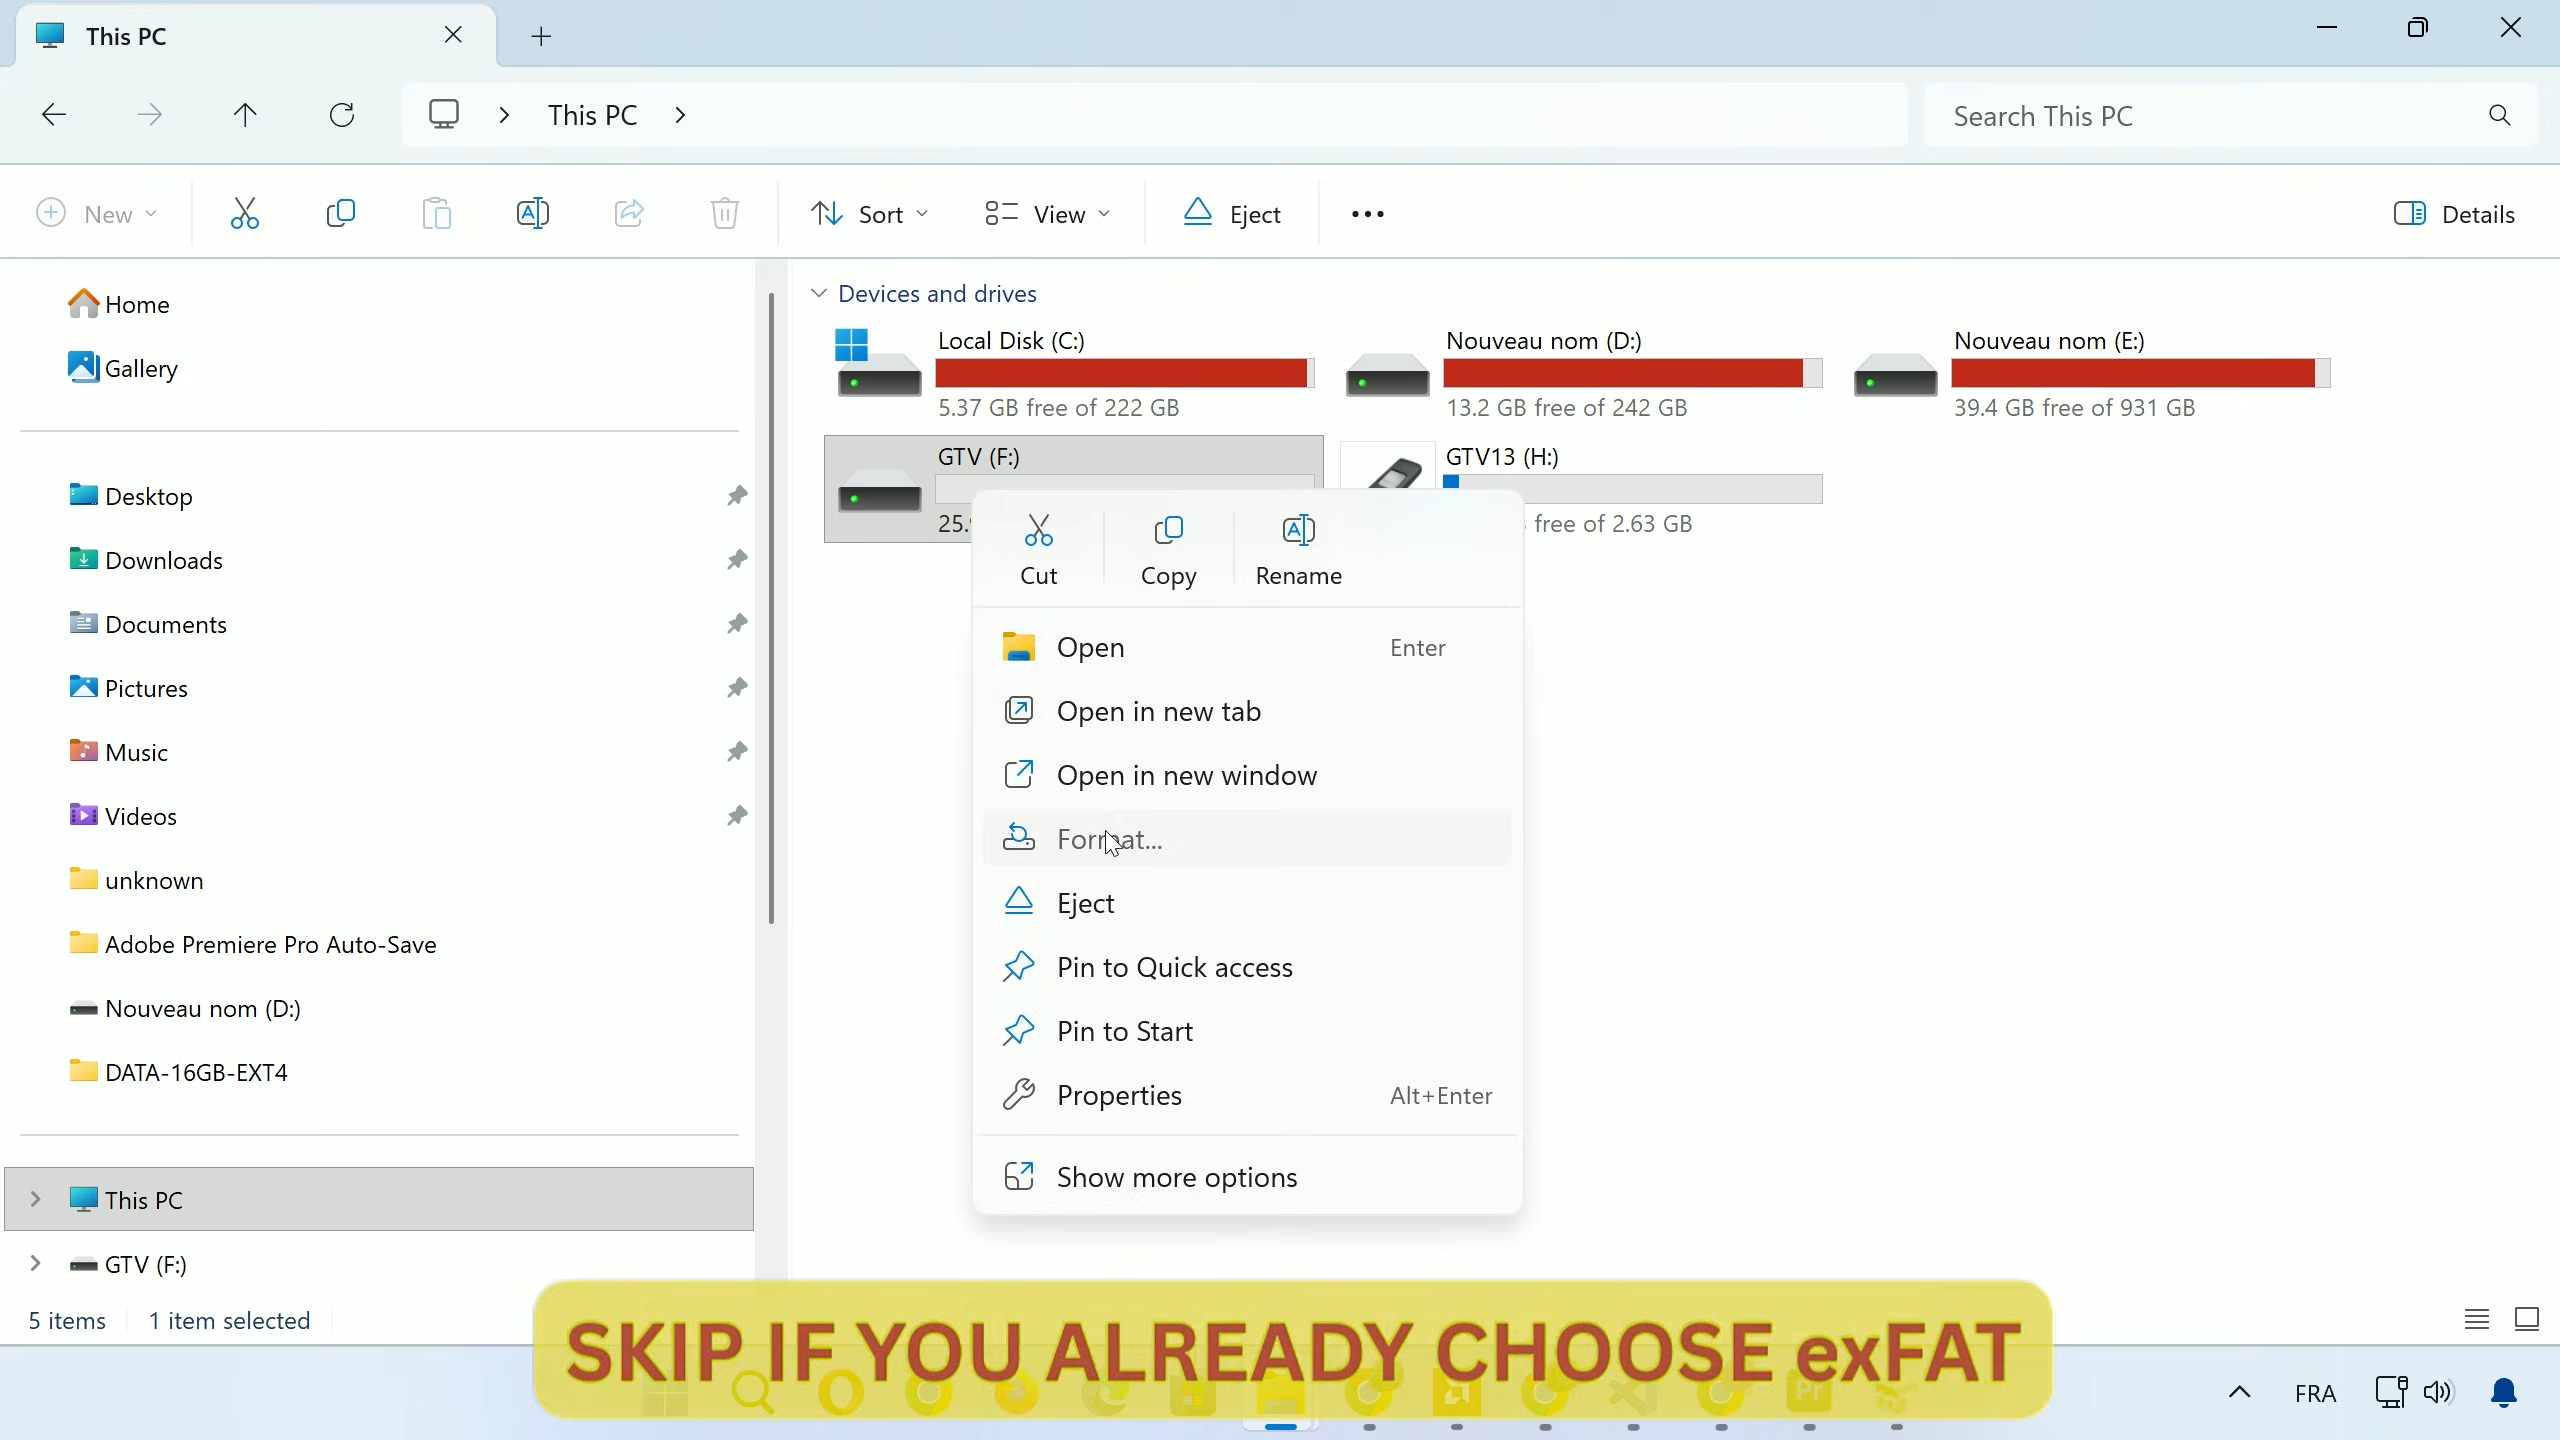 This PC
This PC
Search This PC
New
Sort
View
Eject
Details
Home
Gallery
Desktop
Downloads
Documents
Pictures
Music
Videos
unknown
Adobe Premiere Pro Auto-Save
Nouveau nom (D:)
DATA-16GB-EXT4
This PC
GTV (F:)
Devices and drives
Local Disk (C:)
5.37 GB free of 222 GB
Nouveau nom (D:)
13.2 GB free of 242 GB
Nouveau nom (E:)
39.4 GB free of 931 GB
GTV (F:)
GTV13 (H:)
free of 2.63 GB
Cut
Copy
Rename
Open Enter
Open in new tab
Open in new window
Format...
Eject
Pin to Quick access
Pin to Start
Properties Alt+Enter
Show more options
5 items 1 item selected
SKIP IF YOU ALREADY CHOOSE exFAT
Pr
FRA